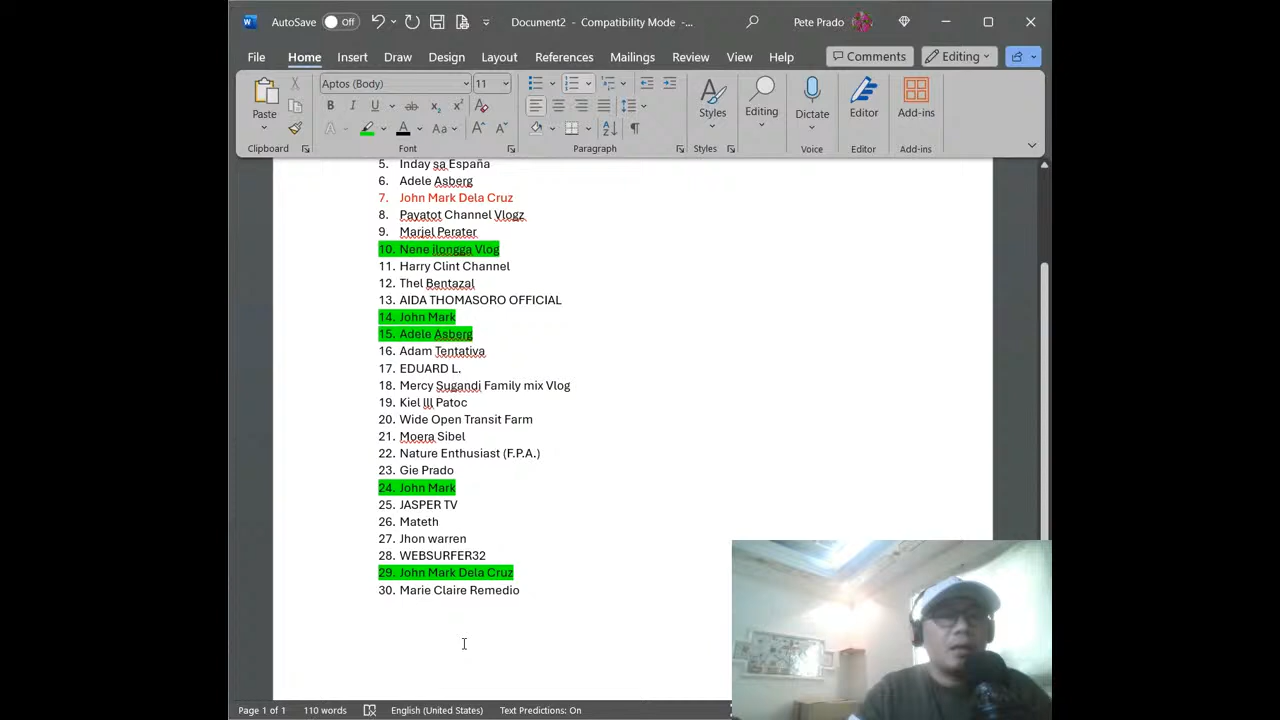 AutoSave Off Document2 - Compatibility Mode -... Pete Prado
File Home Insert Draw Design Layout References Mailings Review View Help Comments Editing
Aptos (Body) 11
Paste Styles Editing Dictate Editor Add-ins
Clipboard Font Paragraph Styles Voice Editor Add-ins
5. Inday sa España
6. Adele Asberg
7. John Mark Dela Cruz
8. Payatot Channel Vlogz
9. Marjel Perater
10. Nene ilongga Vlog
11. Harry Clint Channel
12. Thel Bentazal
13. AIDA THOMASORO OFFICIAL
14. John Mark
15. Adele Asberg
16. Adam Tentativa
17. EDUARD L.
18. Mercy Sugandi Family mix Vlog
19. Kiel lll Patoc
20. Wide Open Transit Farm
21. Moera Sibel
22. Nature Enthusiast (F.P.A.)
23. Gie Prado
24. John Mark
25. JASPER TV
26. Mateth
27. Jhon warren
28. WEBSURFER32
29. John Mark Dela Cruz
30. Marie Claire Remedio
Page 1 of 1 110 words English (United States) Text Predictions: On